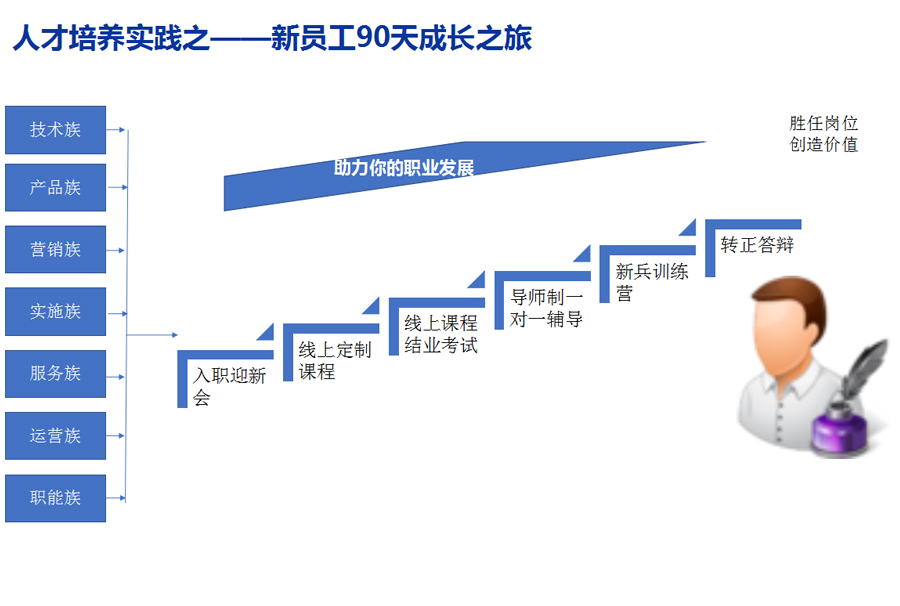 人才培养实践之——新员工90天成长之旅
技术族
产品族
营销族
实施族
服务族
运营族
职能族
助力你的职业发展
胜任岗位
创造价值
入职迎新
会
线上定制
课程
线上课程
结业考试
导师制一
对一辅导
新兵训练
营
转正答辩